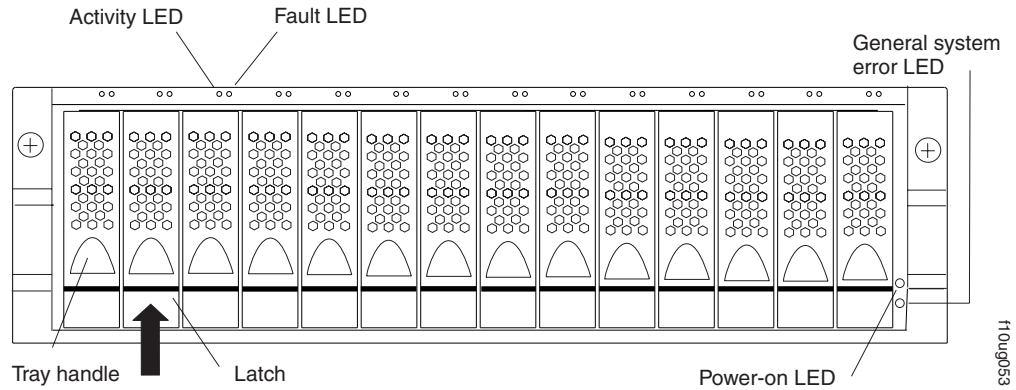 Activity LED
Fault LED
General system
error LED
Tray handle
Latch
Power-on LED
f10ug053